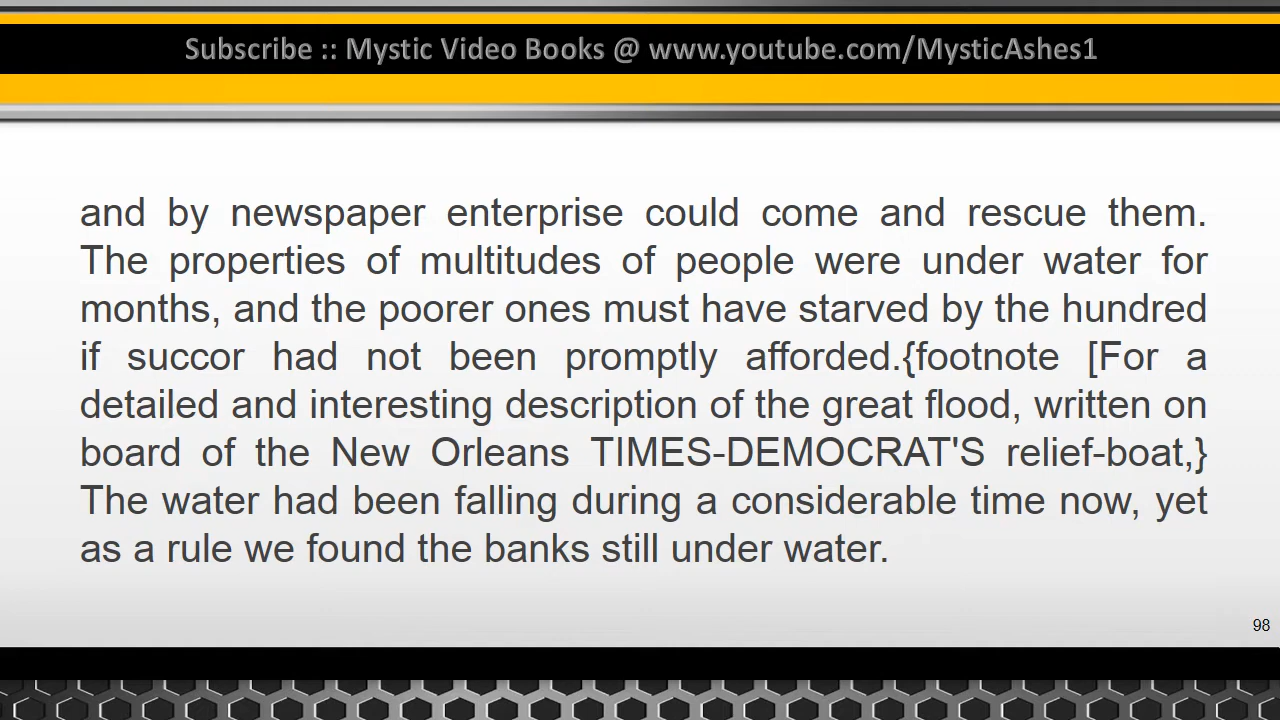 Subscribe :: Mystic Video Books @ www.youtube.com/MysticAshes1
and by newspaper enterprise could come and rescue them.
The properties of multitudes of people were under water for
months, and the poorer ones must have starved by the hundred
if succor had not been promptly afforded.{footnote [For a
detailed and interesting description of the great flood, written on
board of the New Orleans TIMES-DEMOCRAT'S relief-boat,}
The water had been falling during a considerable time now, yet
as a rule we found the banks still under water.
98